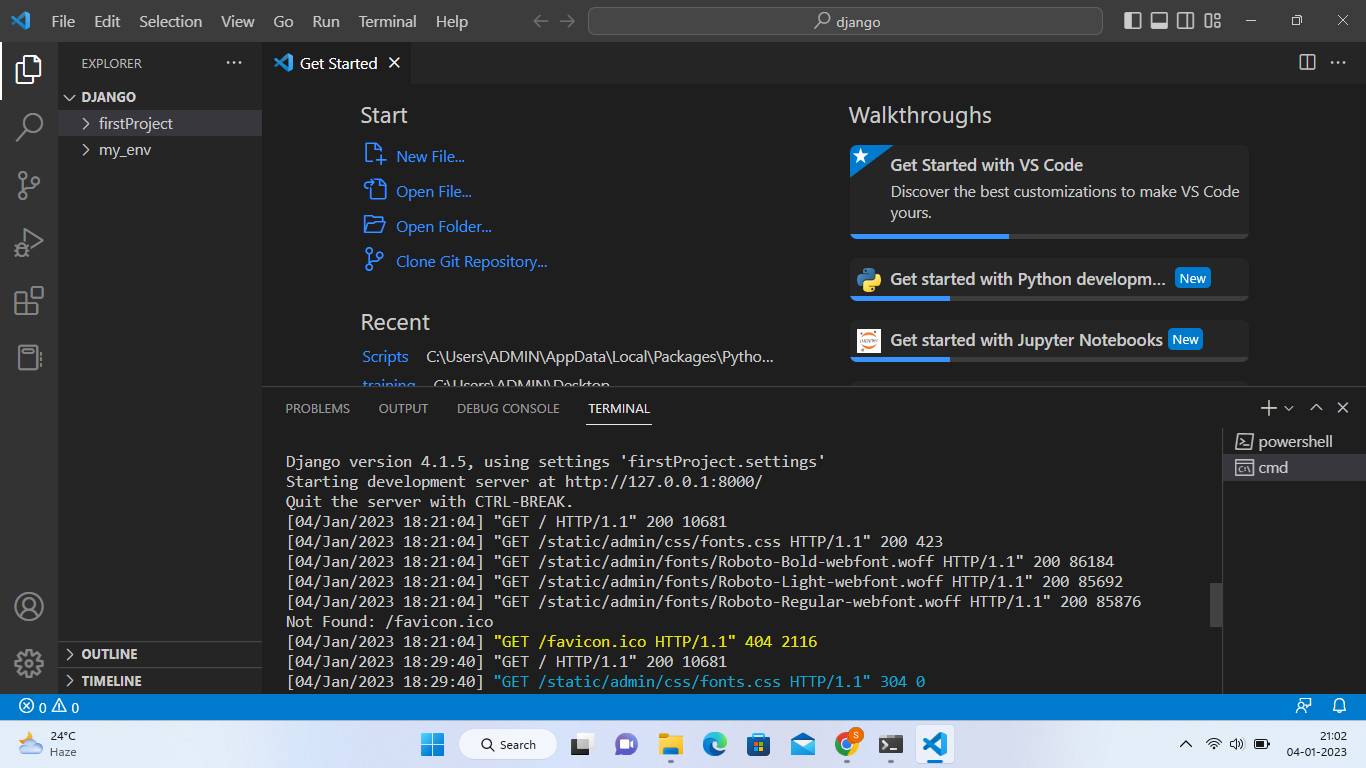 File Edit Selection View Go Run Terminal Help
django
EXPLORER
Get Started
DJANGO
firstProject
my_env
OUTLINE
TIMELINE
Start
New File...
Open File...
Open Folder...
Clone Git Repository...
Recent
Scripts C:\Users\ADMIN\AppData\Local\Packages\Pytho...
training C:\Users\ADMIN\Desktop
Walkthroughs
Get Started with VS Code
Discover the best customizations to make VS Code
yours.
Get started with Python developm... New
Get started with Jupyter Notebooks New
PROBLEMS OUTPUT DEBUG CONSOLE TERMINAL
Django version 4.1.5, using settings 'firstProject.settings'
Starting development server at http://127.0.0.1:8000/
Quit the server with CTRL-BREAK.
[04/Jan/2023 18:21:04] "GET / HTTP/1.1" 200 10681
[04/Jan/2023 18:21:04] "GET /static/admin/css/fonts.css HTTP/1.1" 200 423
[04/Jan/2023 18:21:04] "GET /static/admin/fonts/Roboto-Bold-webfont.woff HTTP/1.1" 200 86184
[04/Jan/2023 18:21:04] "GET /static/admin/fonts/Roboto-Light-webfont.woff HTTP/1.1" 200 85692
[04/Jan/2023 18:21:04] "GET /static/admin/fonts/Roboto-Regular-webfont.woff HTTP/1.1" 200 85876
Not Found: /favicon.ico
[04/Jan/2023 18:21:04] "GET /favicon.ico HTTP/1.1" 404 2116
[04/Jan/2023 18:29:40] "GET / HTTP/1.1" 200 10681
[04/Jan/2023 18:29:40] "GET /static/admin/css/fonts.css HTTP/1.1" 304 0
powershell
cmd
0 0
24°C
Haze
Search
S
21:02
04-01-2023